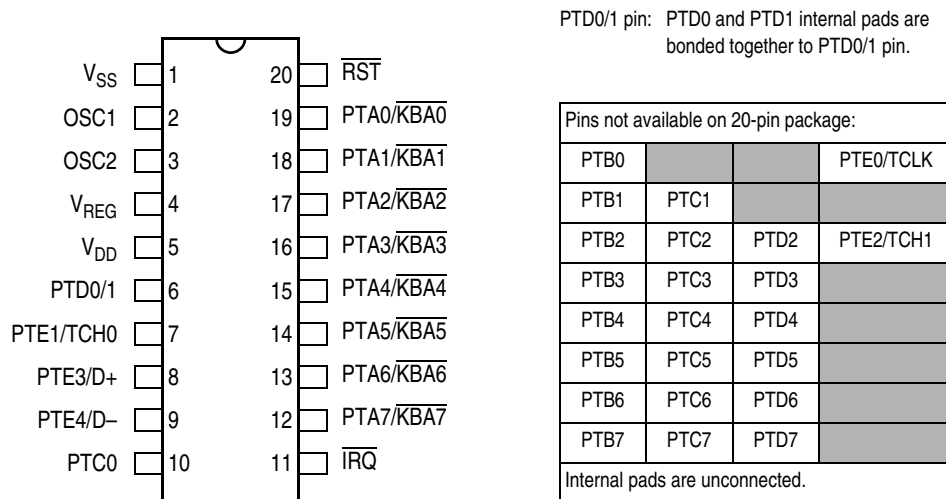 PTD0/1 pin: PTD0 and PTD1 internal pads are
bonded together to PTD0/1 pin.
VSS 1 20 RST
OSC1 2 19 PTA0/KBA0
OSC2 3 18 PTA1/KBA1
VREG 4 17 PTA2/KBA2
VDD 5 16 PTA3/KBA3
PTD0/1 6 15 PTA4/KBA4
PTE1/TCH0 7 14 PTA5/KBA5
PTE3/D+ 8 13 PTA6/KBA6
PTE4/D– 9 12 PTA7/KBA7
PTC0 10 11 IRQ
Pins not available on 20-pin package:
PTB0 PTE0/TCLK
PTB1 PTC1
PTB2 PTC2 PTD2 PTE2/TCH1
PTB3 PTC3 PTD3
PTB4 PTC4 PTD4
PTB5 PTC5 PTD5
PTB6 PTC6 PTD6
PTB7 PTC7 PTD7
Internal pads are unconnected.